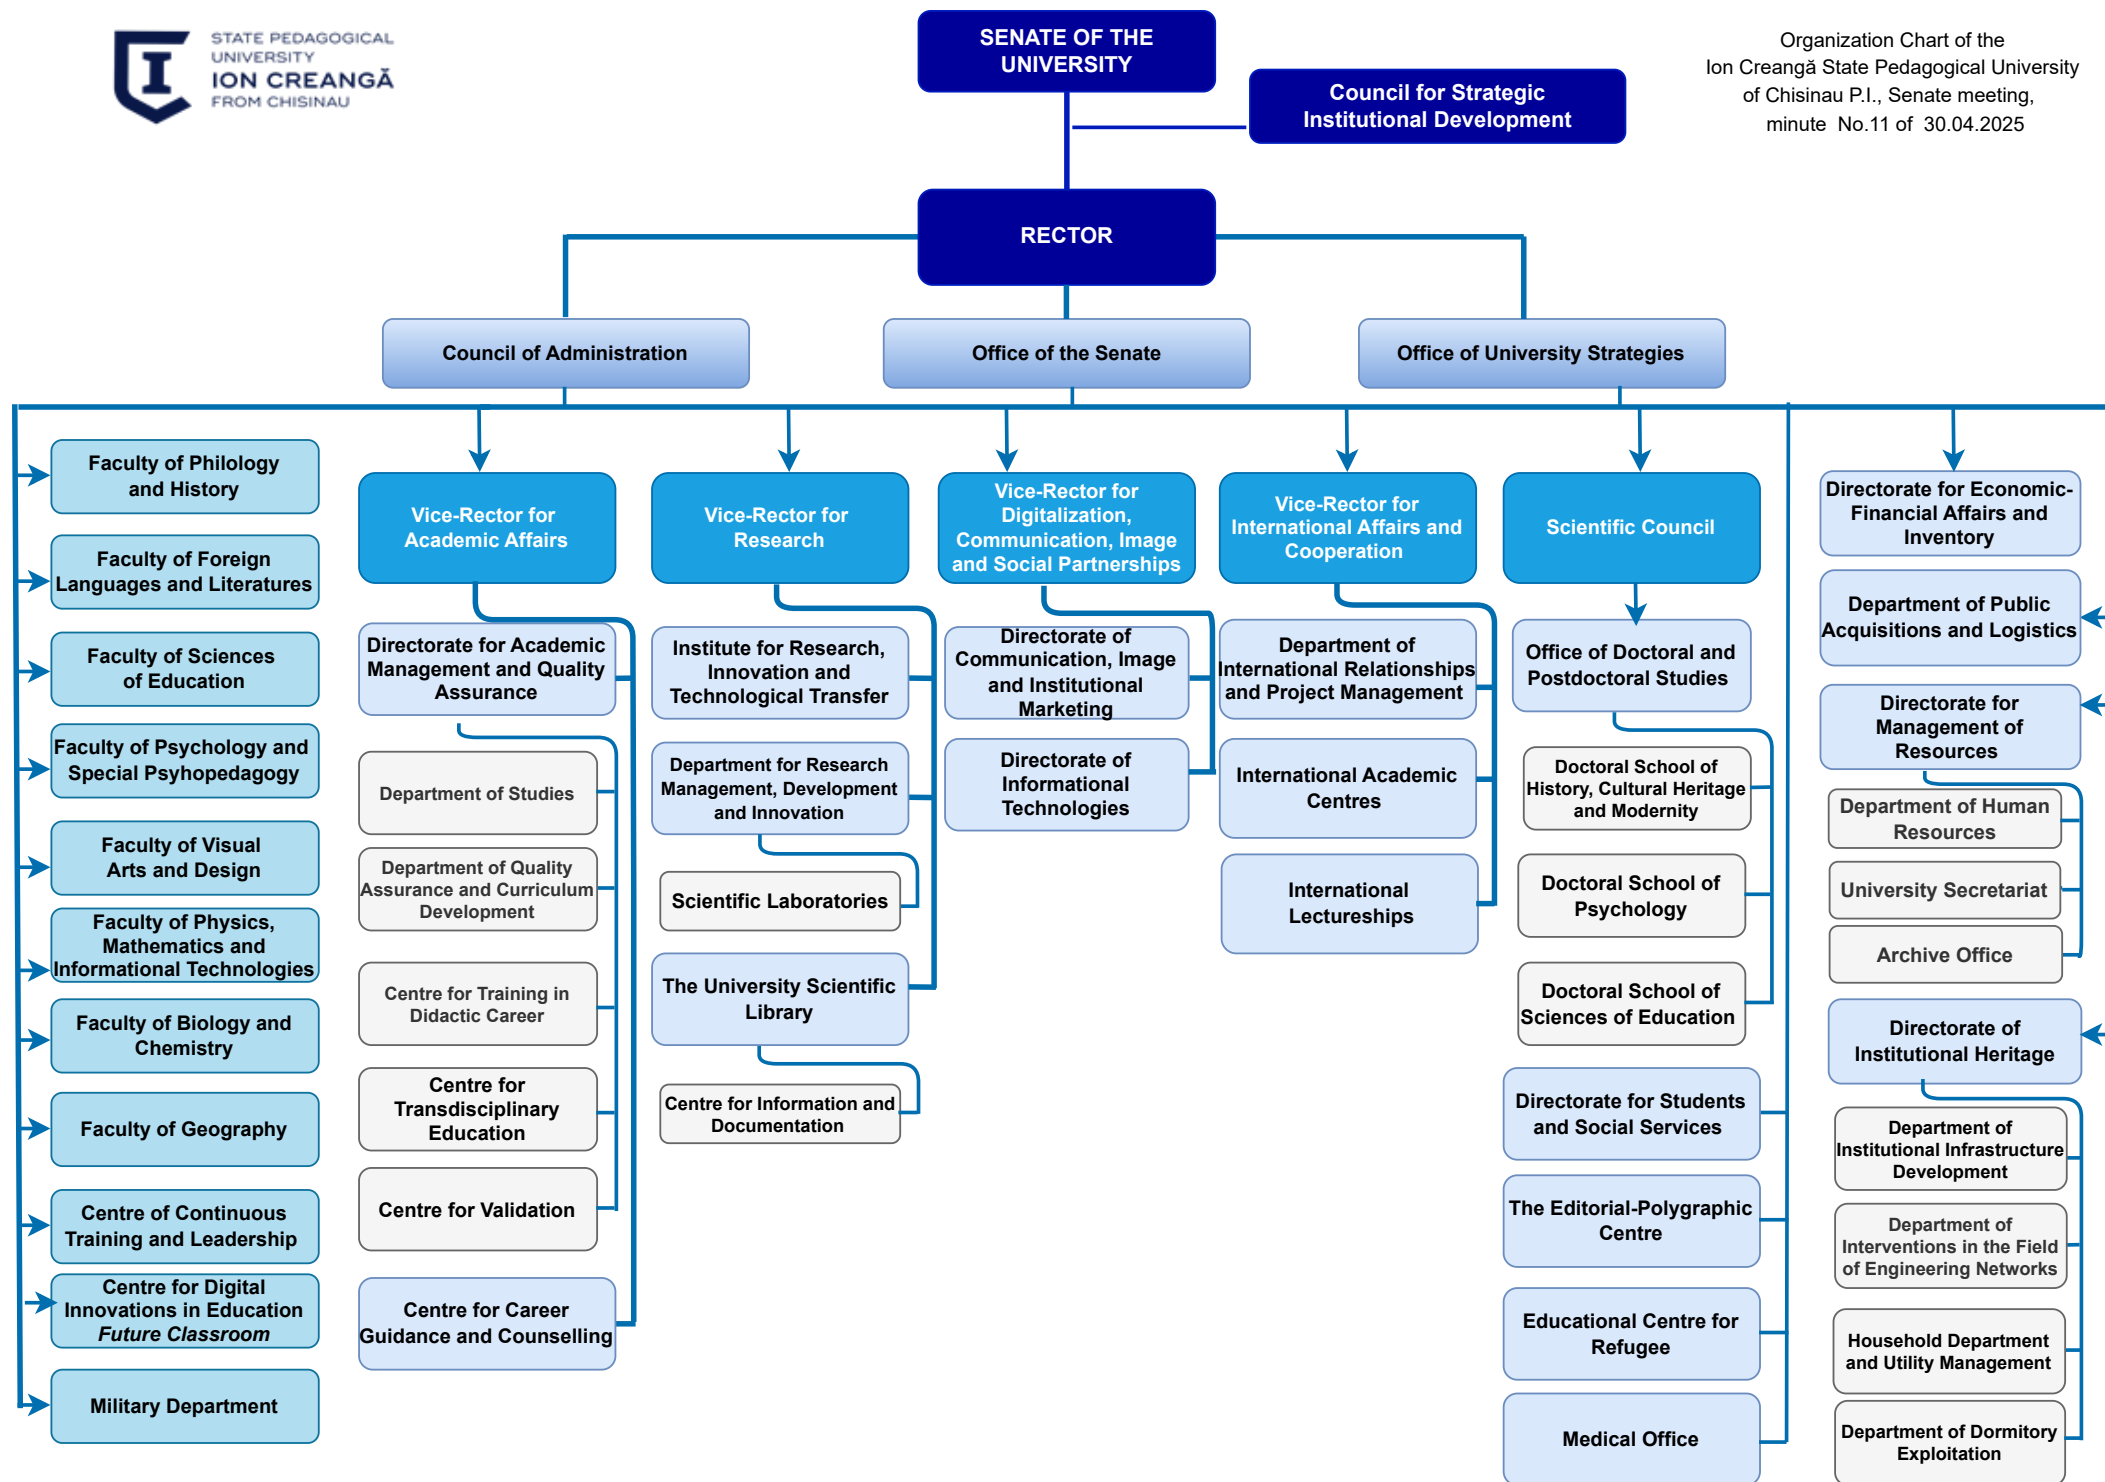 STATE PEDAGOGICAL
UNIVERSITY
ION CREANGĂ
FROM CHISINAU
SENATE OF THE
UNIVERSITY
Council for Strategic
Institutional Development
Organization Chart of the
Ion Creangă State Pedagogical University
of Chisinau P.I., Senate meeting,
minute No.11 of 30.04.2025
RECTOR
Council of Administration
Office of the Senate
Office of University Strategies
Faculty of Philology
and History
Faculty of Foreign
Languages and Literatures
Faculty of Sciences
of Education
Faculty of Psychology and
Special Psyhopedagogy
Faculty of Visual
Arts and Design
Faculty of Physics,
Mathematics and
Informational Technologies
Faculty of Biology and
Chemistry
Faculty of Geography
Centre of Continuous
Training and Leadership
Centre for Digital
Innovations in Education
Future Classroom
Military Department
Vice-Rector for
Academic Affairs
Directorate for Academic
Management and Quality
Assurance
Department of Studies
Department of Quality
Assurance and Curriculum
Development
Centre for Training in
Didactic Career
Centre for
Transdisciplinary
Education
Centre for Validation
Centre for Career
Guidance and Counselling
Vice-Rector for
Research
Institute for Research,
Innovation and
Technological Transfer
Department for Research
Management, Development
and Innovation
Scientific Laboratories
The University Scientific
Library
Centre for Information and
Documentation
Vice-Rector for
Digitalization,
Communication, Image
and Social Partnerships
Directorate of
Communication, Image
and Institutional
Marketing
Directorate of
Informational
Technologies
Vice-Rector for
International Affairs and
Cooperation
Department of
International Relationships
and Project Management
International Academic
Centres
International
Lectureships
Scientific Council
Office of Doctoral and
Postdoctoral Studies
Doctoral School of
History, Cultural Heritage
and Modernity
Doctoral School of
Psychology
Doctoral School of
Sciences of Education
Directorate for Students
and Social Services
The Editorial-Polygraphic
Centre
Educational Centre for
Refugee
Medical Office
Directorate for Economic-
Financial Affairs and
Inventory
Department of Public
Acquisitions and Logistics
Directorate for
Management of
Resources
Department of Human
Resources
University Secretariat
Archive Office
Directorate of
Institutional Heritage
Department of
Institutional Infrastructure
Development
Department of
Interventions in the Field
of Engineering Networks
Household Department
and Utility Management
Department of Dormitory
Exploitation